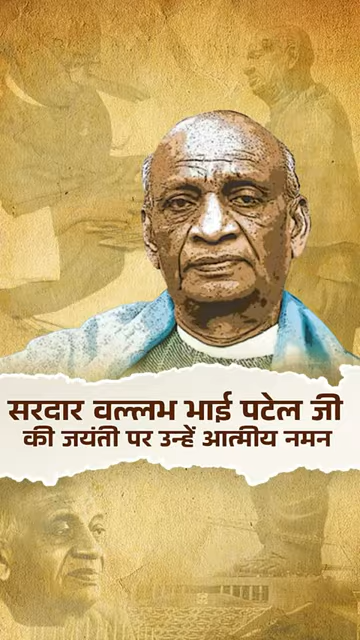 सरदार वल्लभ भाई पटेल जी
की जयंती पर उन्हें आत्मीय नमन